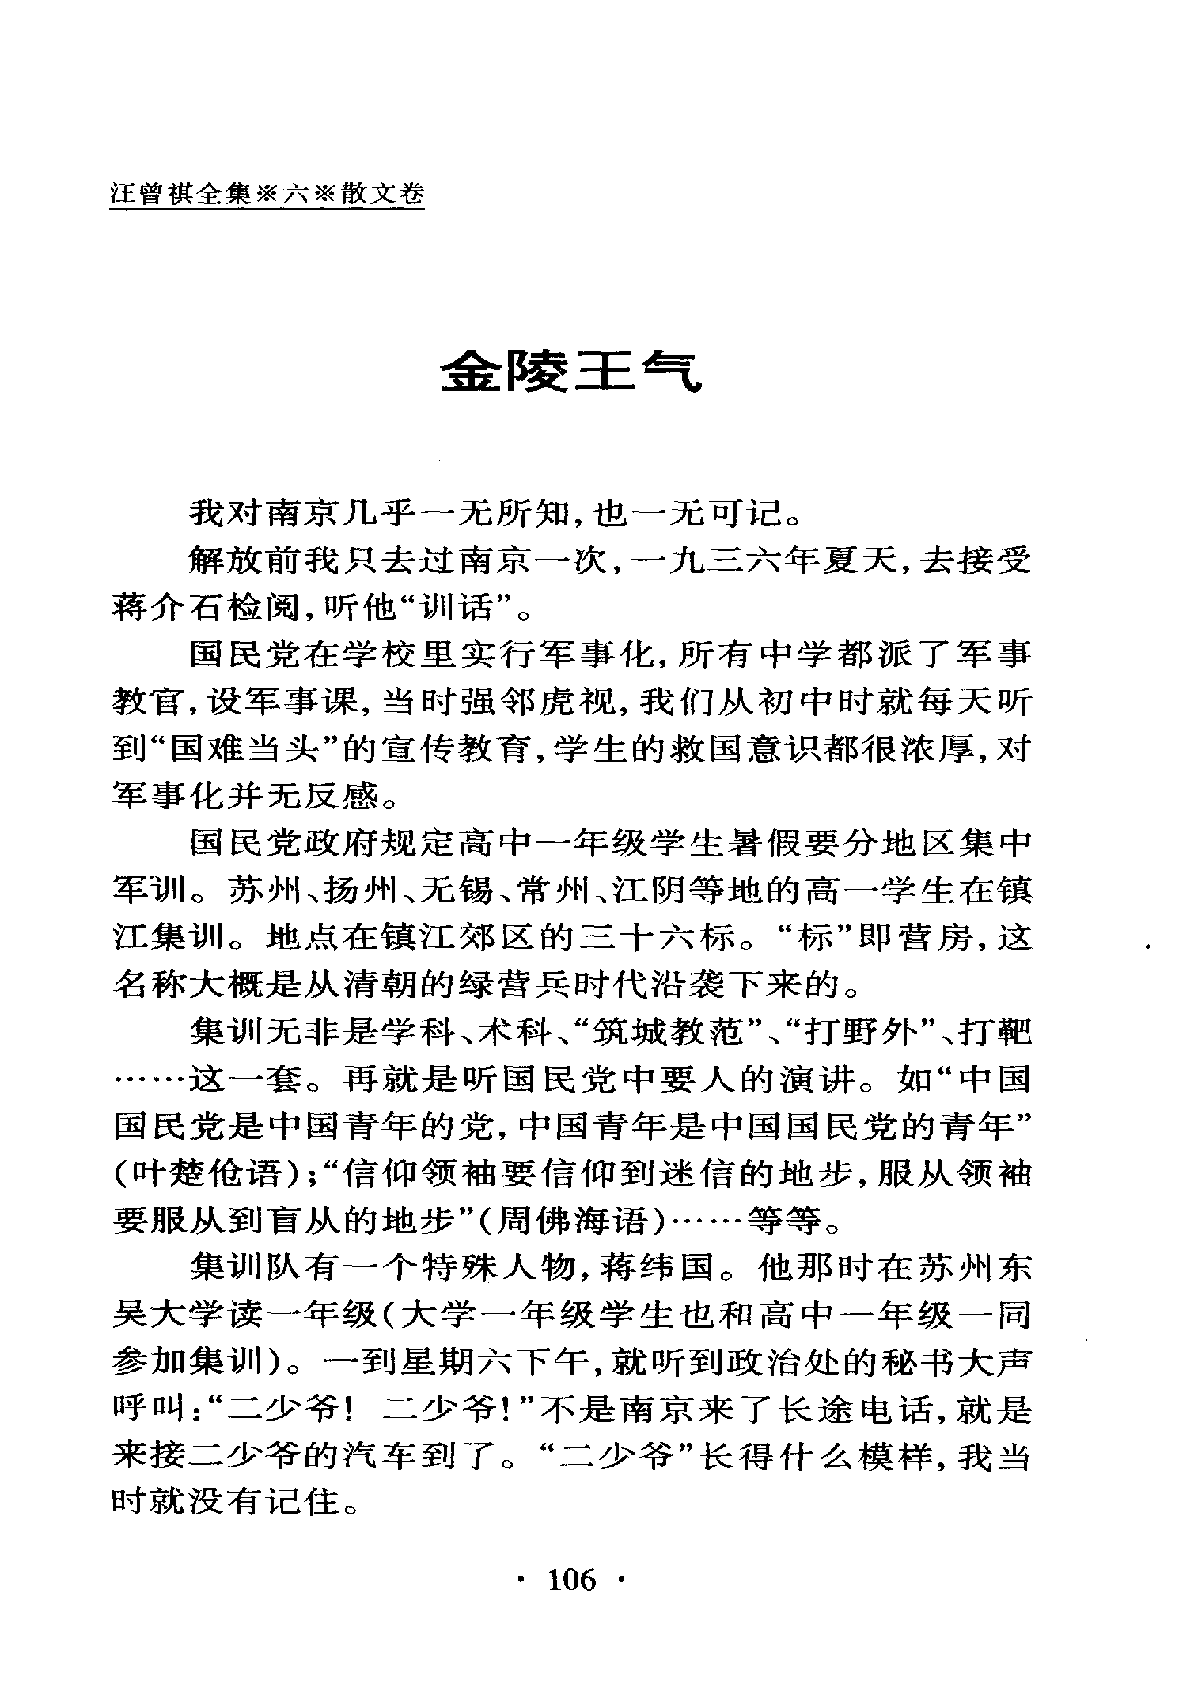 汪曾祺全集※六※散文卷
金陵王气
我对南京几乎一无所知,也一无可记。
解放前我只去过南京一次,一九三六年夏天,去接受
蒋介石检阅,听他“训话”。
国民党在学校里实行军事化,所有中学都派了军事
教官,设军事课,当时强邻虎视,我们从初中时就每天听
到“国难当头”的宣传教育,学生的救国意识都很浓厚,对
军事化并无反感。
国民党政府规定高中一年级学生暑假要分地区集中
军训。苏州、扬州、无锡、常州、江阴等地的高一学生在镇
江集训。地点在镇江郊区的三十六标。“标”即营房,这
名称大概是从清朝的绿营兵时代沿袭下来的。
集训无非是学科、术科、“筑城教范”、“打野外”、打靶
……这一套。再就是听国民党中要人的演讲。如“中国
国民党是中国青年的党,中国青年是中国国民党的青年”
(叶楚伧语);“信仰领袖要信仰到迷信的地步,服从领袖
要服从到盲从的地步”(周佛海语)……等等。
集训队有一个特殊人物,蒋纬国。他那时在苏州东
吴大学读一年级(大学一年级学生也和高中一年级一同
参加集训)。一到星期六下午,就听到政治处的秘书大声
呼叫:“二少爷! 二少爷!”不是南京来了长途电话,就是
来接二少爷的汽车到了。“二少爷”长得什么模样,我当
时就没有记住。
· 106 ·